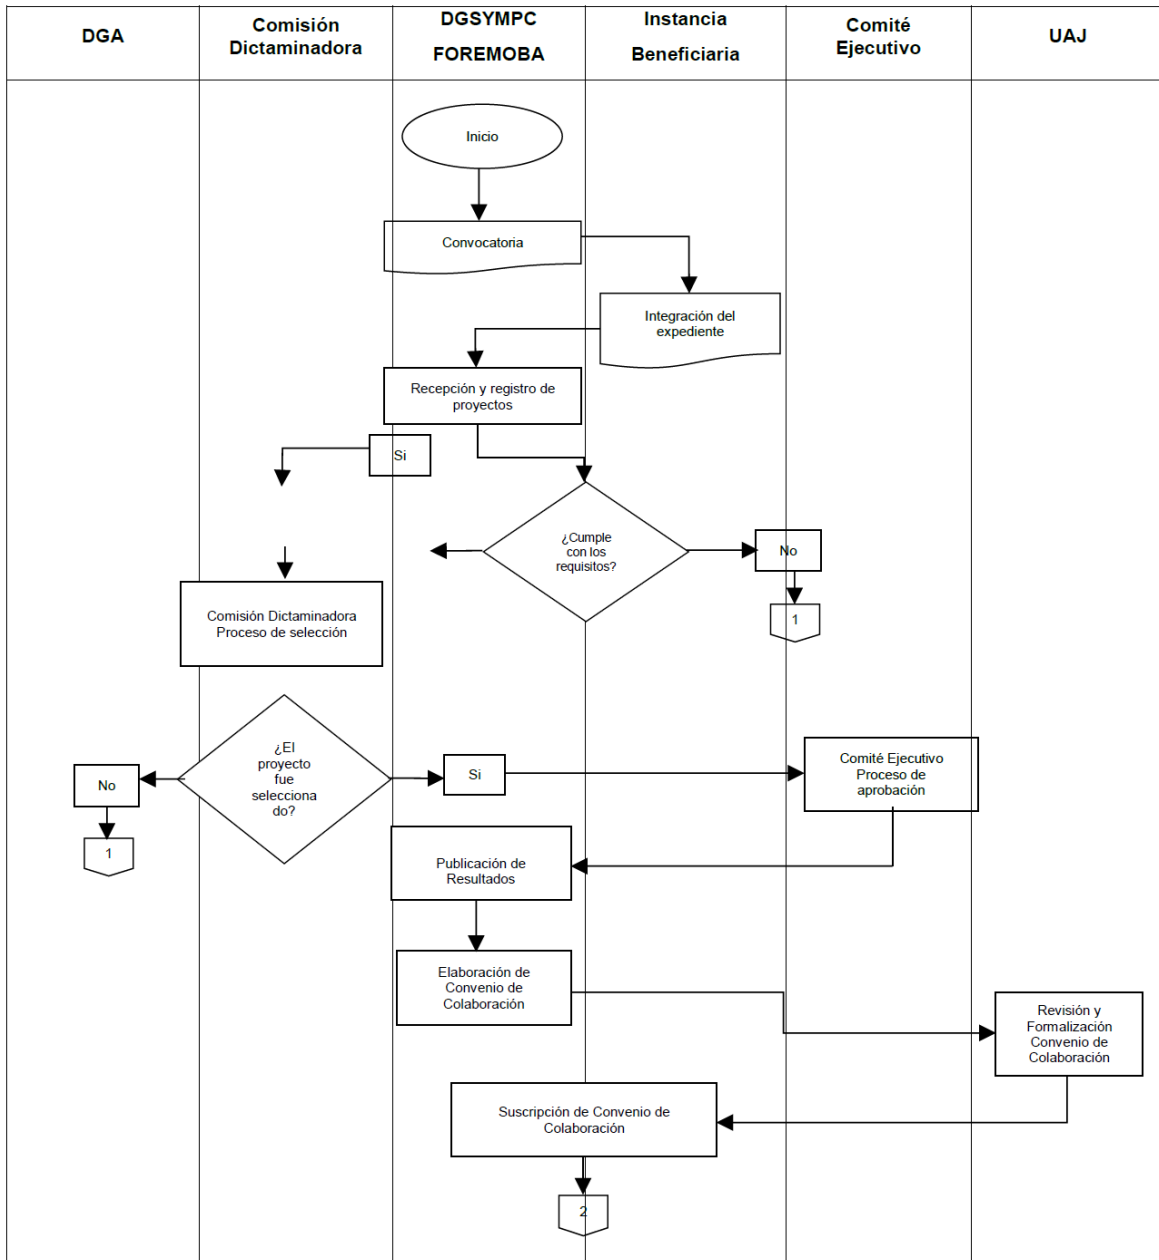 DGA
Comisión
Dictaminadora
DGSYMPC
FOREMOBA
Instancia
Beneficiaria
Comité
Ejecutivo
UAJ
Inicio
Convocatoria
Integración del
expediente
Recepción y registro de
proyectos
Si
¿Cumple
con los
requisitos?
No
1
Comisión Dictaminadora
Proceso de selección
¿El
proyecto
fue
selecciona
do?
No
1
Si
Comité Ejecutivo
Proceso de
aprobación
Publicación de
Resultados
Elaboración de
Convenio de
Colaboración
Revisión y
Formalización
Convenio de
Colaboración
Suscripción de Convenio de
Colaboración
2